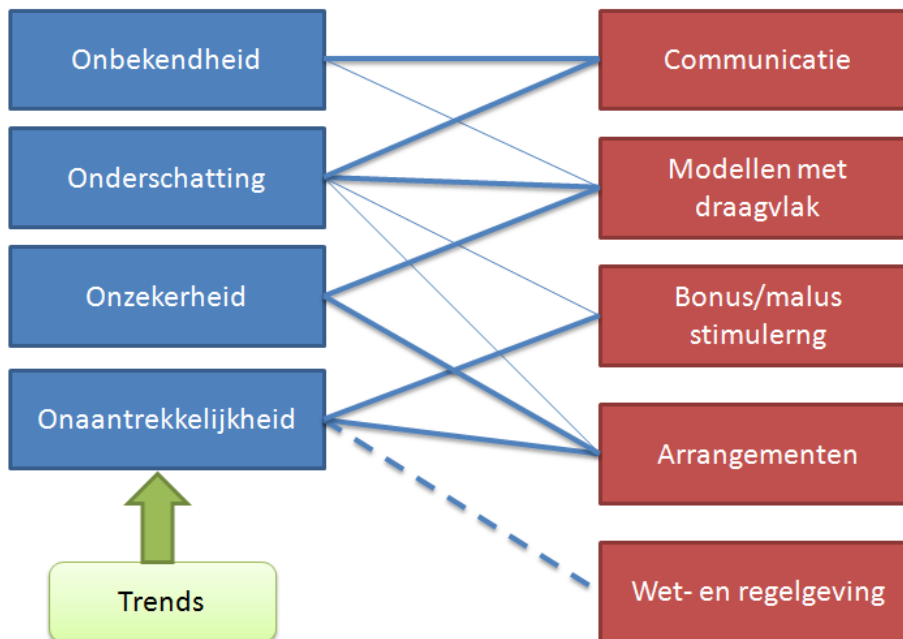 Onbekendheid
Communicatie
Onderschatting
Modellen met
draagvlak
Onzekerheid
Bonus/malus
stimulerng
Onaantrekkelijkheid
Arrangementen
Trends
Wet- en regelgeving